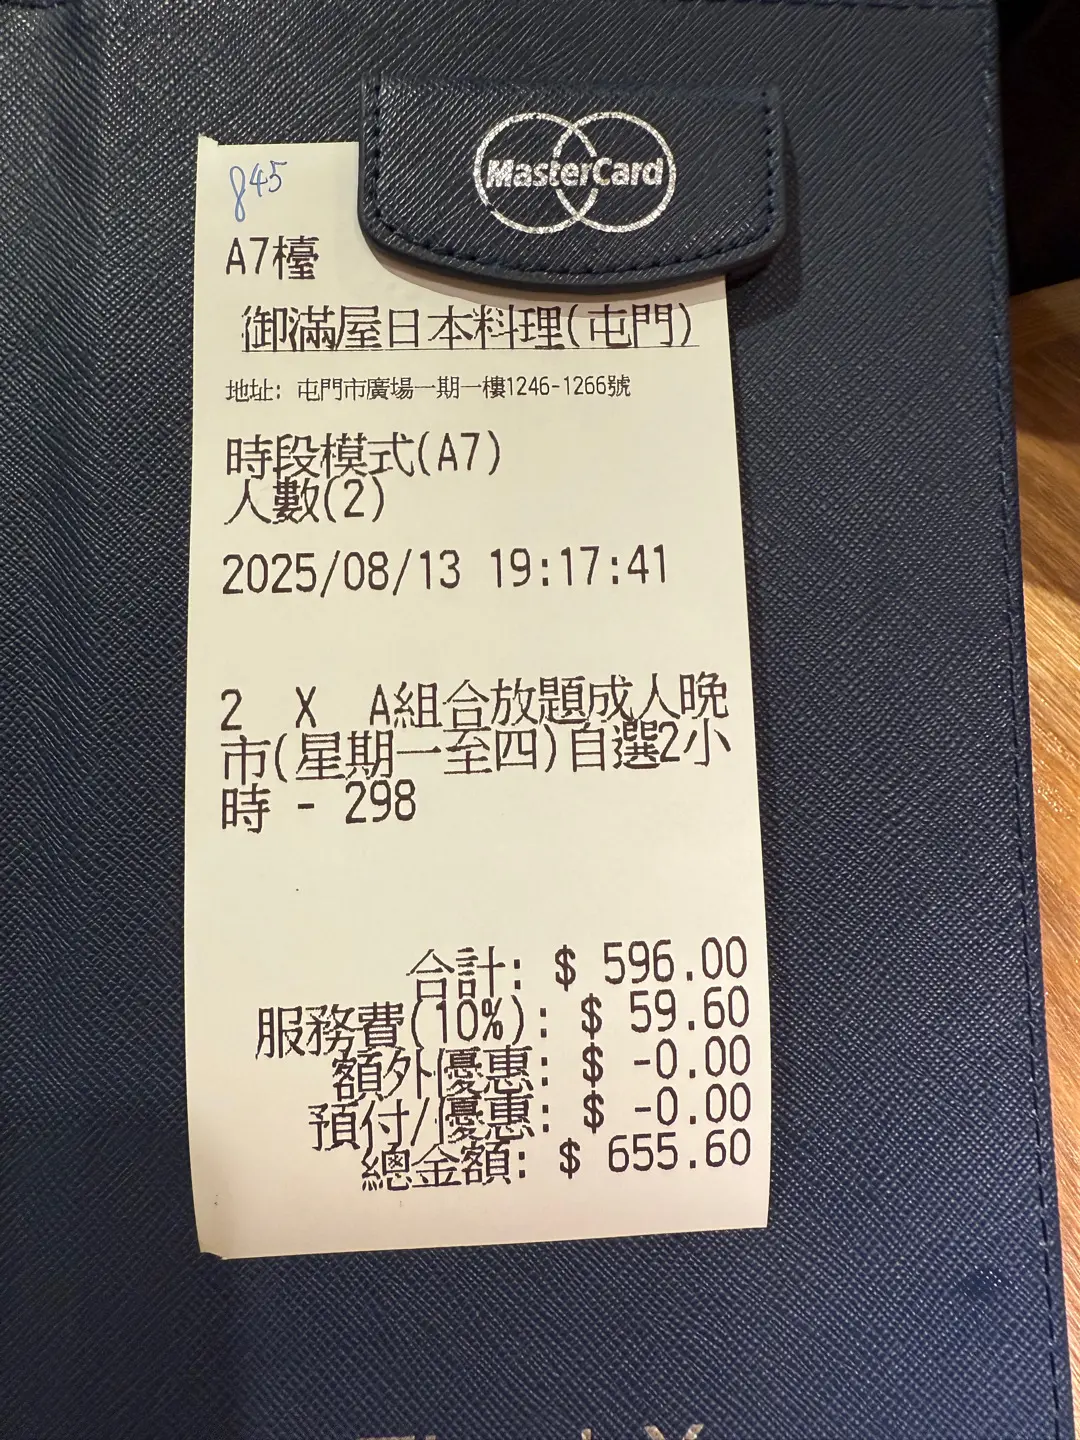 MasterCard
845
A7檯
御滿屋日本料理(屯門)
地址: 屯門市廣場一期一樓1246-1266號
時段模式(A7)
人數(2)
2025/08/13 19:17:41
2 X A組合放題成人晚
市(星期一至四)自選2小
時 - 298
合計: $ 596.00
服務費(10%): $ 59.60
額外優惠: $ -0.00
預付/優惠: $ -0.00
總金額: $ 655.60